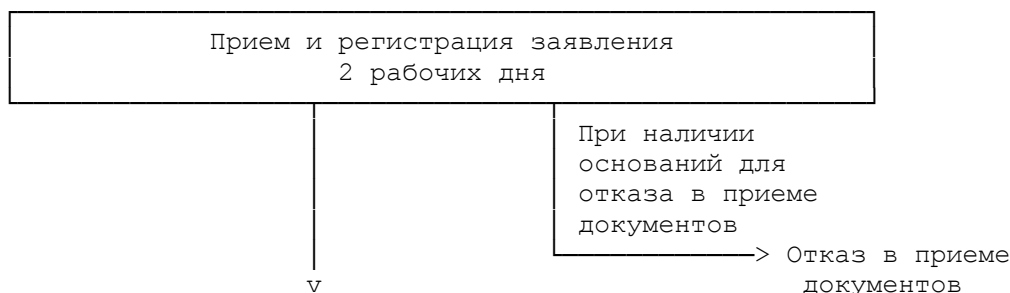 Прием и регистрация заявления
2 рабочих дня
При наличии
оснований для
отказа в приеме
документов
> Отказ в приеме
v документов